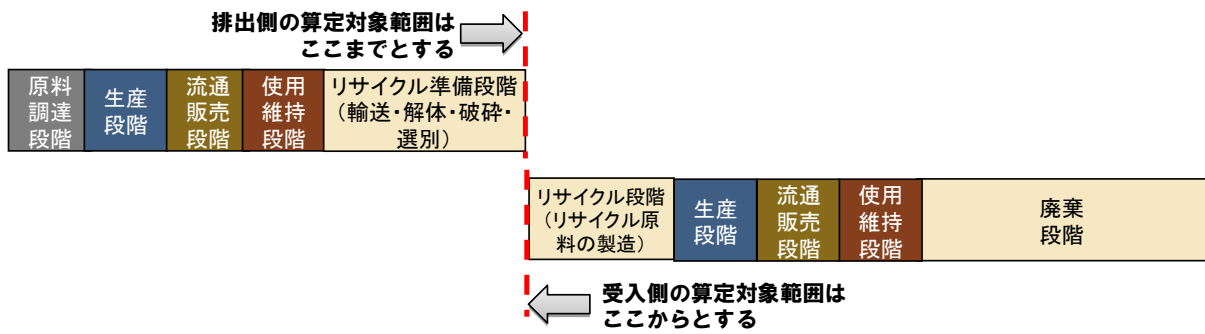 排出側の算定対象範囲は
ここまでとする
原料
調達
段階
生産
段階
流通
販売
段階
使用
維持
段階
リサイクル準備段階
（輸送・解体・破砕・
選別）
リサイクル段階
（リサイクル原
料の製造）
生産
段階
流通
販売
段階
使用
維持
段階
廃棄
段階
受入側の算定対象範囲は
ここからとする